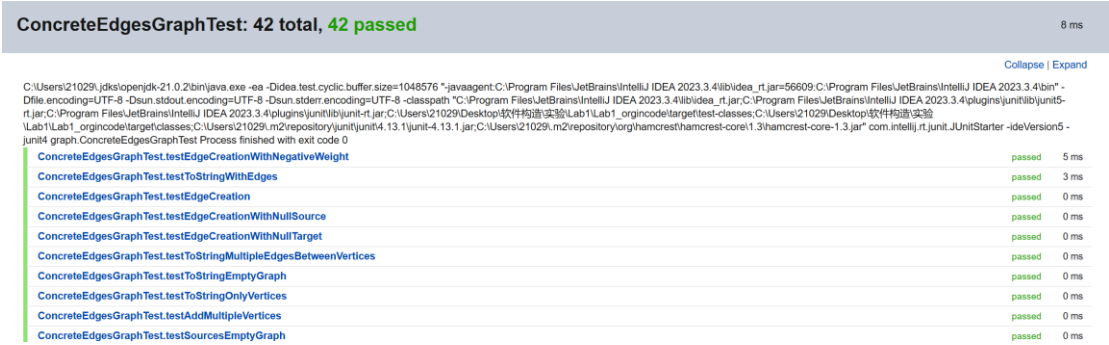 ConcreteEdgesGraphTest: 42 total, 42 passed
8 ms
Collapse | Expand
C:\Users\21029\.jdks\openjdk-21.0.2\bin\java.exe -ea -Didea.test.cyclic.buffer.size=1048576 "-javaagent:C:\Program Files\JetBrains\IntelliJ IDEA 2023.3.4\lib\idea_rt.jar=56609:C:\Program Files\JetBrains\IntelliJ IDEA 2023.3.4\bin" -
Dfile.encoding=UTF-8 -Dsun.stdout.encoding=UTF-8 -Dsun.stderr.encoding=UTF-8 -classpath "C:\Program Files\JetBrains\IntelliJ IDEA 2023.3.4\lib\idea_rt.jar;C:\Program Files\JetBrains\IntelliJ IDEA 2023.3.4\plugins\junit\lib\junit5-
rt.jar;C:\Program Files\JetBrains\IntelliJ IDEA 2023.3.4\plugins\junit\lib\junit-rt.jar;C:\Users\21029\Desktop\软件构造\实验\Lab1\Lab1_orgincode\target\test-classes;C:\Users\21029\Desktop\软件构造\实验
\Lab1\Lab1_orgincode\target\classes;C:\Users\21029\.m2\repository\junit\junit\4.13.1\junit-4.13.1.jar;C:\Users\21029\.m2\repository\org\hamcrest\hamcrest-core\1.3\hamcrest-core-1.3.jar" com.intellij.rt.junit.JUnitStarter -ideVersion5 -
junit4 graph.ConcreteEdgesGraphTest Process finished with exit code 0
ConcreteEdgesGraphTest.testEdgeCreationWithNegativeWeight passed 5 ms
ConcreteEdgesGraphTest.testToStringWithEdges passed 3 ms
ConcreteEdgesGraphTest.testEdgeCreation passed 0 ms
ConcreteEdgesGraphTest.testEdgeCreationWithNullSource passed 0 ms
ConcreteEdgesGraphTest.testEdgeCreationWithNullTarget passed 0 ms
ConcreteEdgesGraphTest.testToStringMultipleEdgesBetweenVertices passed 0 ms
ConcreteEdgesGraphTest.testToStringEmptyGraph passed 0 ms
ConcreteEdgesGraphTest.testToStringOnlyVertices passed 0 ms
ConcreteEdgesGraphTest.testAddMultipleVertices passed 0 ms
ConcreteEdgesGraphTest.testSourcesEmptyGraph passed 0 ms